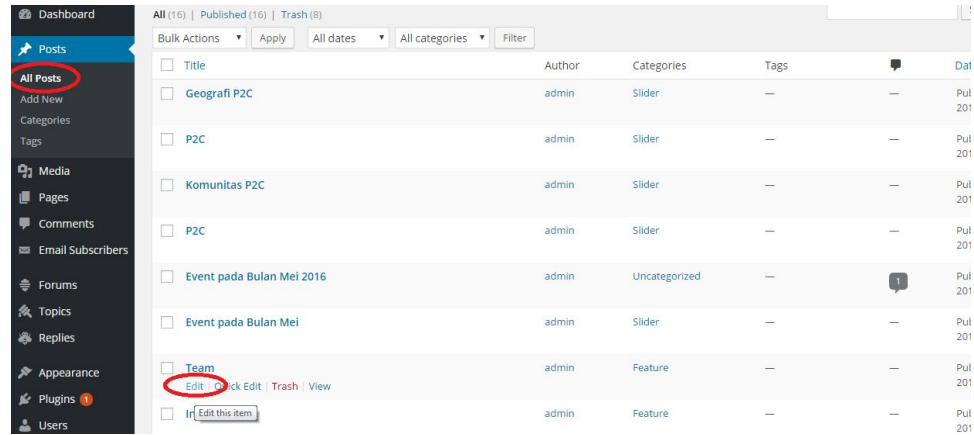 Dashboard
Posts
All Posts
Add New
Categories
Tags
Media
Pages
Comments
Email Subscribers
Forums
Topics
Replies
Appearance
Plugins 1
Users
All (16) | Published (16) | Trash (8)
Bulk Actions Apply All dates All categories Filter
Title Author Categories Tags
Geografi P2C admin Slider —  —
P2C admin Slider — —
Komunitas P2C admin Slider — —
P2C admin Slider — —
Event pada Bulan Mei 2016 admin Uncategorized — 1
Event pada Bulan Mei admin Slider — —
Team admin Feature — —
Edit | Quick Edit | Trash | View
admin Feature — —
Edit this item